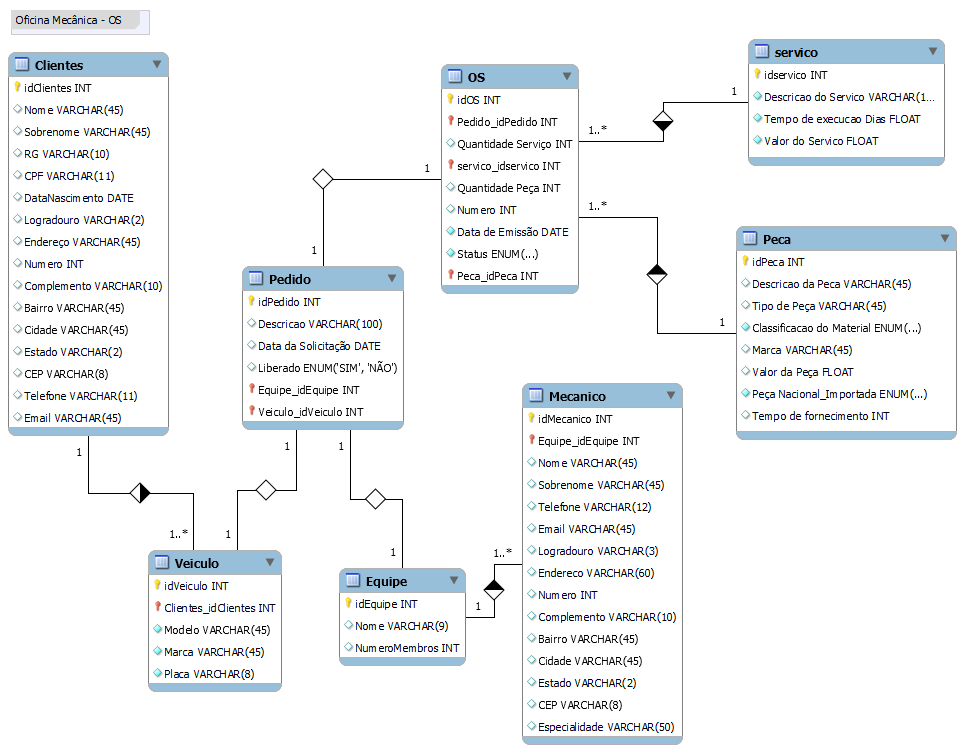 Oficina Mecânica - OS
Clientes
idClientes INT
Nome VARCHAR(45)
Sobrenome VARCHAR(45)
RG VARCHAR(10)
CPF VARCHAR(11)
DataNascimento DATE
Logradouro VARCHAR(2)
Endereço VARCHAR(45)
Numero INT
Complemento VARCHAR(10)
Bairro VARCHAR(45)
Cidade VARCHAR(45)
Estado VARCHAR(2)
CEP VARCHAR(8)
Telefone VARCHAR(11)
Email VARCHAR(45)
1
1..*
OS
idOS INT
Pedido_idPedido INT
Quantidade Serviço INT
servico_idservico INT
Quantidade Peça INT
Numero INT
Data de Emissão DATE
Status ENUM(...)
Peca_idPeca INT
1
1
1..*
1
1..*
1
servico
idservico INT
Descricao do Servico VARCHAR(1...
Tempo de execucao Dias FLOAT
Valor do Servico FLOAT
Peca
idPeca INT
Descricao da Peca VARCHAR(45)
Tipo de Peça VARCHAR(45)
Classificacao do Material ENUM(...)
Marca VARCHAR(45)
Valor da Peça FLOAT
Peça Nacional_Importada ENUM(...)
Tempo de fornecimento INT
Pedido
idPedido INT
Descricao VARCHAR(100)
Data da Solicitação DATE
Liberado ENUM('SIM', 'NÃO')
Equipe_idEquipe INT
Veiculo_idVeiculo INT
1
1
1
1
Veiculo
idVeiculo INT
Clientes_idClientes INT
Modelo VARCHAR(45)
Marca VARCHAR(45)
Placa VARCHAR(8)
Equipe
idEquipe INT
Nome VARCHAR(9)
NumeroMembros INT
1
1..*
Mecanico
idMecanico INT
Equipe_idEquipe INT
Nome VARCHAR(45)
Sobrenome VARCHAR(45)
Telefone VARCHAR(12)
Email VARCHAR(45)
Logradouro VARCHAR(3)
Endereco VARCHAR(60)
Numero INT
Complemento VARCHAR(10)
Bairro VARCHAR(45)
Cidade VARCHAR(45)
Estado VARCHAR(2)
CEP VARCHAR(8)
Especialidade VARCHAR(50)